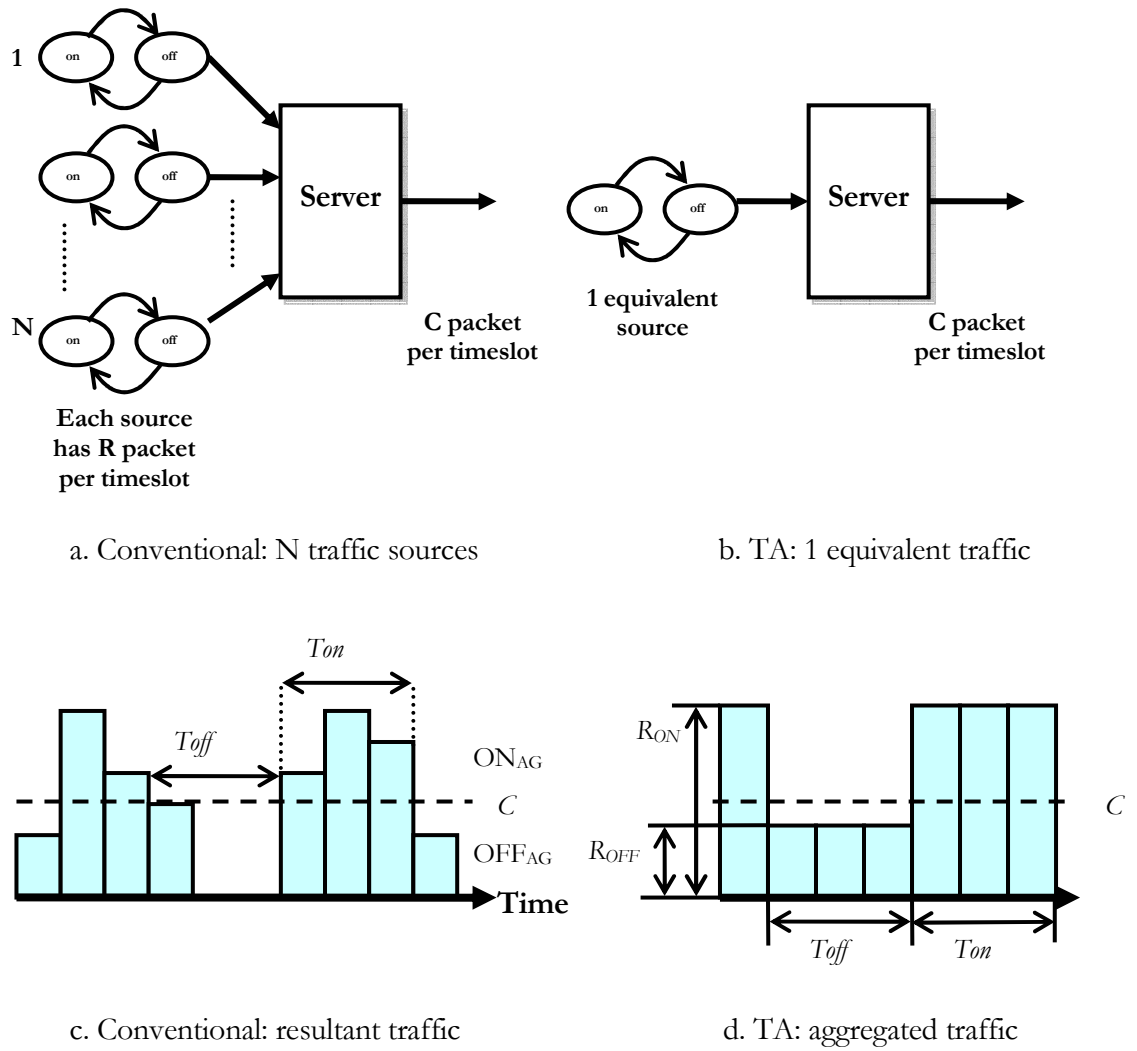 1
on
off
on
off
N
on
off
Server
C packet
per timeslot
Each source
has R packet
per timeslot
on
off
1 equivalent
source
Server
C packet
per timeslot
a. Conventional: N traffic sources
b. TA: 1 equivalent traffic
Ton
Toff
ONAG
C
OFFAG
Time
RON
ROFF
C
Toff
Ton
c. Conventional: resultant traffic
d. TA: aggregated traffic